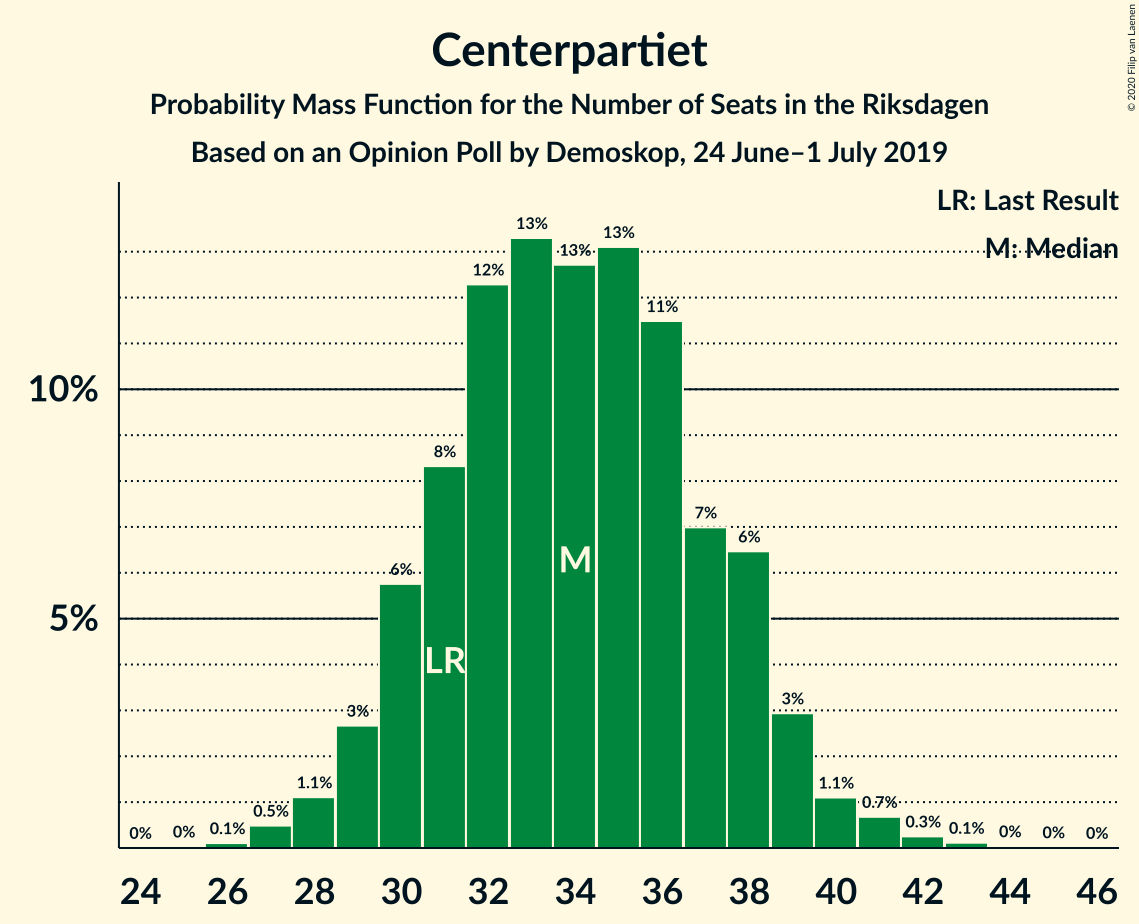 Centerpartiet
Probability Mass Function for the Number of Seats in the Riksdagen
Based on an Opinion Poll by Demoskop, 24 June–1 July 2019
© 2020 Filip van Laenen
LR: Last Result
M: Median
10%
5%
0%
0%
0.1%
0.5%
1.1%
3%
6%
8%
12%
13%
13%
13%
11%
7%
6%
3%
1.1%
0.7%
0.3%
0.1%
0%
0%
0%
LR
M
24 26 28 30 32 34 36 38 40 42 44 46